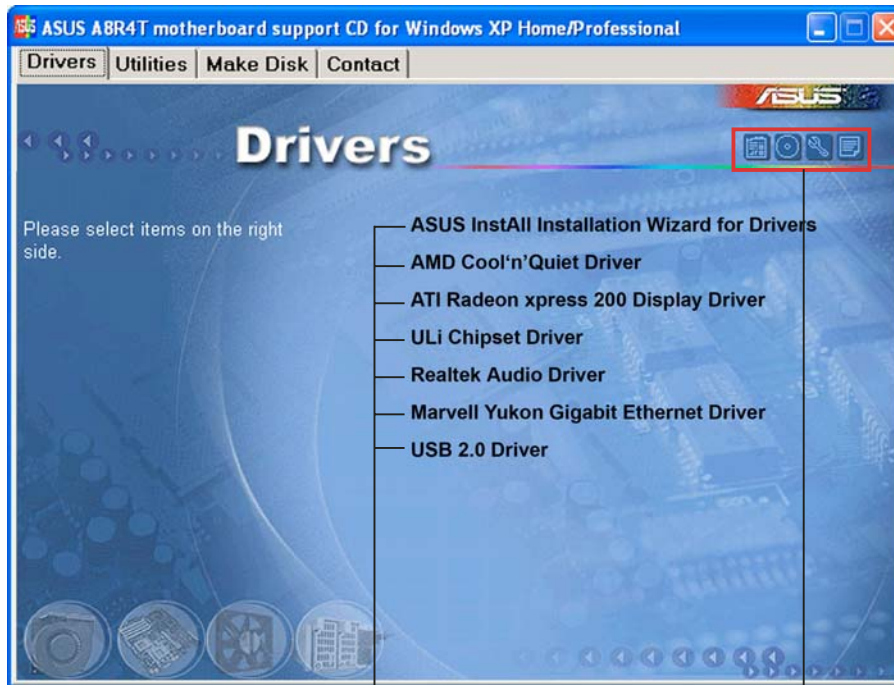 ASUS A8R4T motherboard support CD for Windows XP Home/Professional
Drivers Utilities Make Disk Contact
ASUS
Drivers
Please select items on the right
side.
ASUS InstAll Installation Wizard for Drivers
AMD Cool‘n’Quiet Driver
ATI Radeon xpress 200 Display Driver
ULi Chipset Driver
Realtek Audio Driver
Marvell Yukon Gigabit Ethernet Driver
USB 2.0 Driver